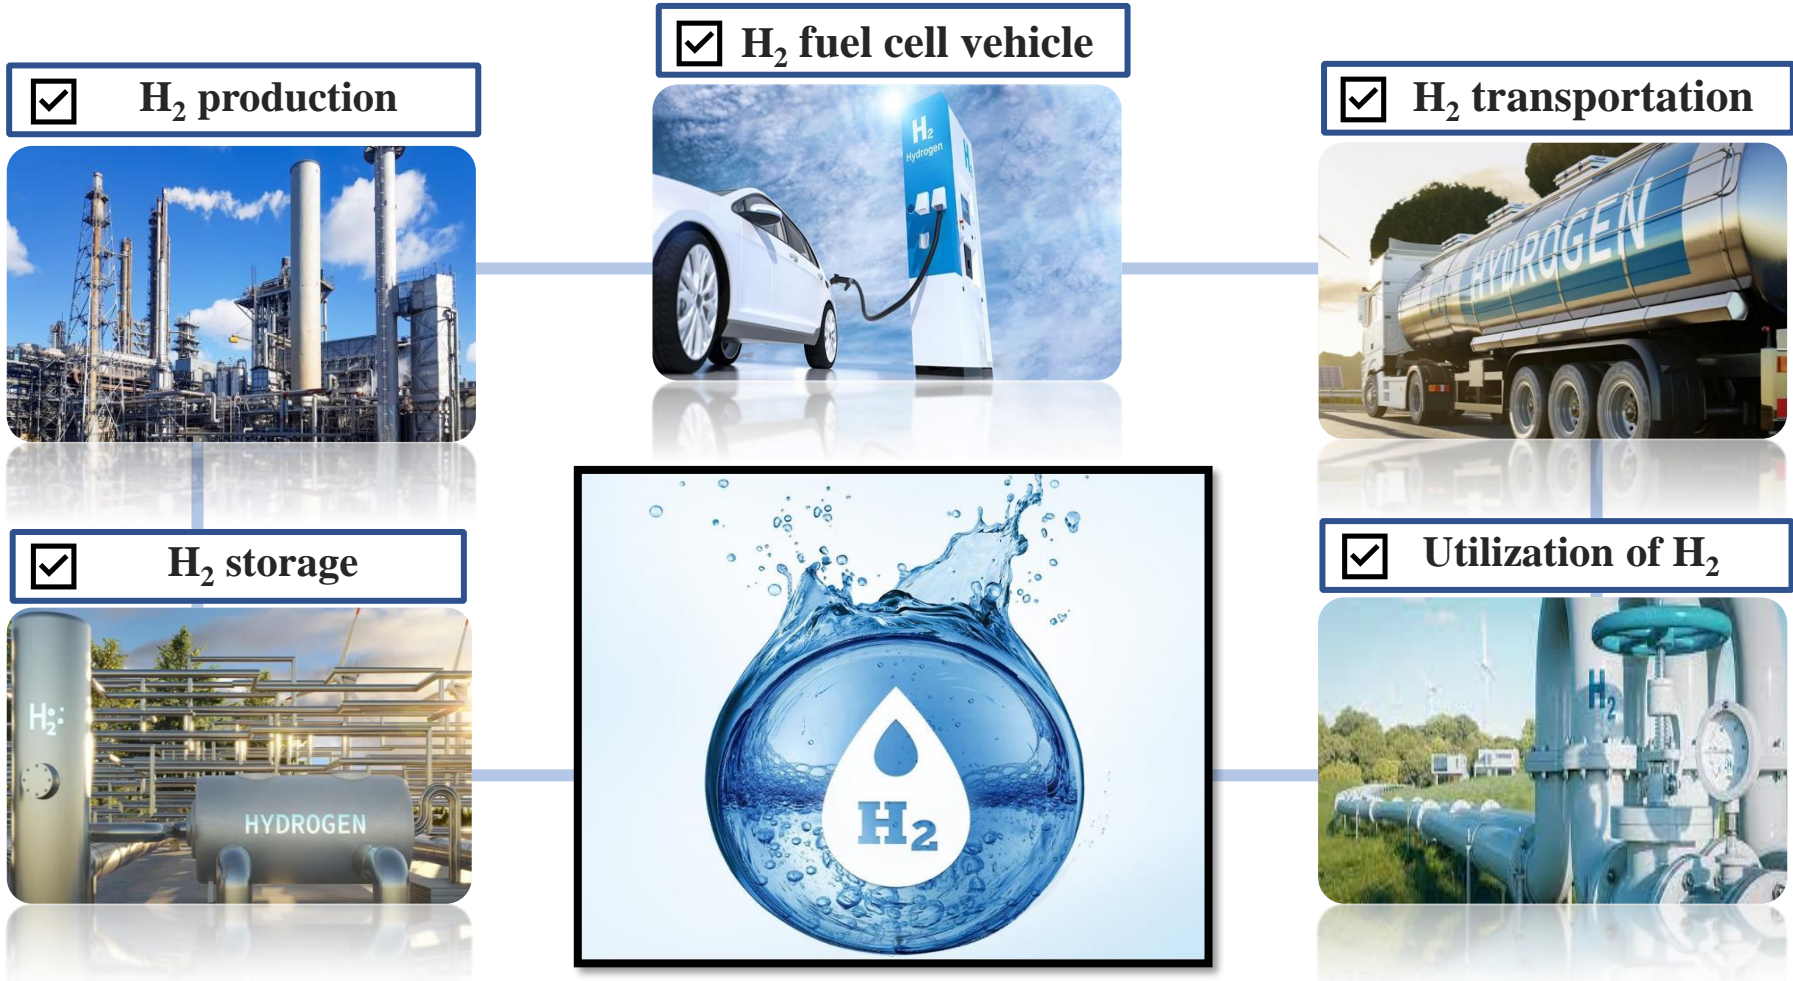 H₂ fuel cell vehicle
H₂ production
H₂ transportation
H₂
Hydrogen
H₂
HYDROGEN
H₂ storage
Utilization of H₂
H₂
HYDROGEN
H₂
H₂